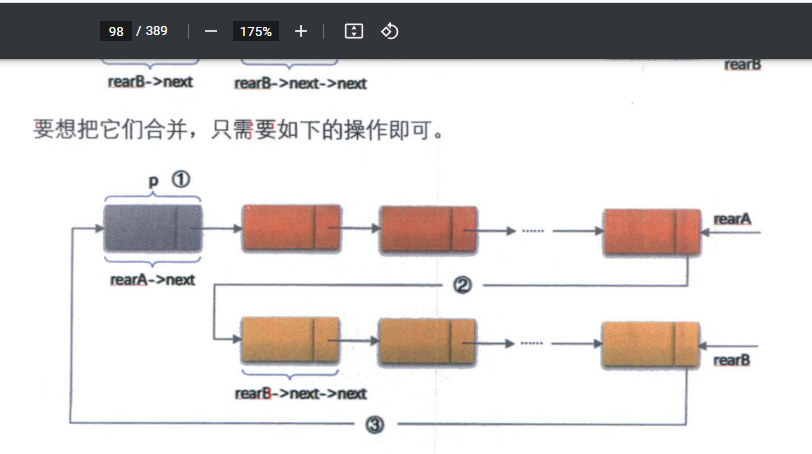 98 / 389 175%
rearB
rearB->next rearB->next->next
要想把它们合并，只需要如下的操作即可。
p ①
rearA
rearA->next
②
rearB
rearB->next->next
③